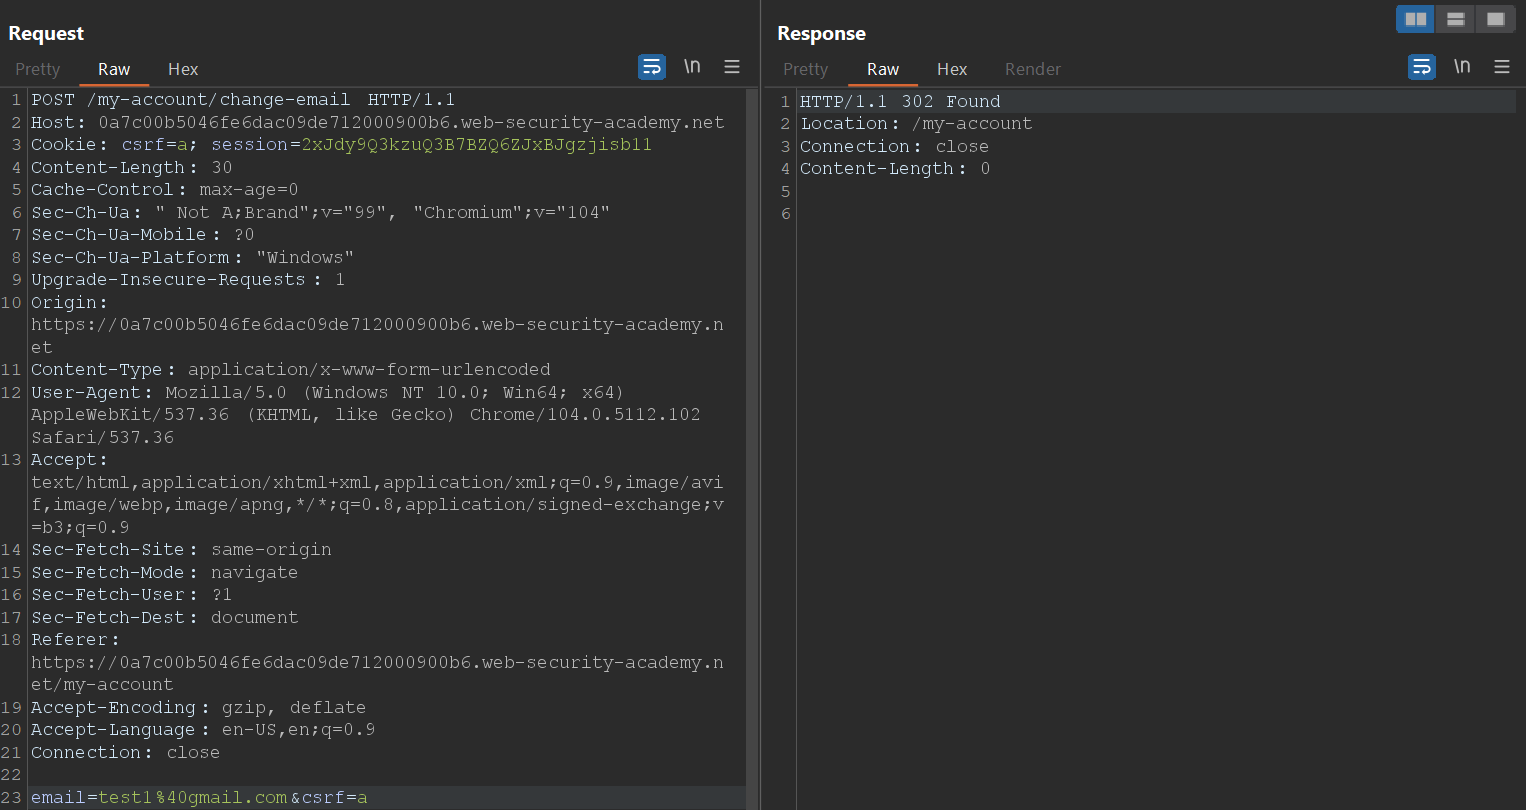 Request
Pretty Raw Hex
\n
1 POST /my-account/change-email HTTP/1.1
2 Host: 0a7c00b5046fe6dac09de712000900b6.web-security-academy.net
3 Cookie: csrf=a; session=2xJdy9Q3kzuQ3B7BZQ6ZJxBJgzjisb11
4 Content-Length: 30
5 Cache-Control: max-age=0
6 Sec-Ch-Ua: " Not A;Brand";v="99", "Chromium";v="104"
7 Sec-Ch-Ua-Mobile: ?0
8 Sec-Ch-Ua-Platform: "Windows"
9 Upgrade-Insecure-Requests: 1
10 Origin:
https://0a7c00b5046fe6dac09de712000900b6.web-security-academy.n
et
11 Content-Type: application/x-www-form-urlencoded
12 User-Agent: Mozilla/5.0 (Windows NT 10.0; Win64; x64)
AppleWebKit/537.36 (KHTML, like Gecko) Chrome/104.0.5112.102
Safari/537.36
13 Accept:
text/html,application/xhtml+xml,application/xml;q=0.9,image/avi
f,image/webp,image/apng,*/*;q=0.8,application/signed-exchange;v
=b3;q=0.9
14 Sec-Fetch-Site: same-origin
15 Sec-Fetch-Mode: navigate
16 Sec-Fetch-User: ?1
17 Sec-Fetch-Dest: document
18 Referer:
https://0a7c00b5046fe6dac09de712000900b6.web-security-academy.n
et/my-account
19 Accept-Encoding: gzip, deflate
20 Accept-Language: en-US,en;q=0.9
21 Connection: close
22
23 email=test1%40gmail.com&csrf=a
Response
Pretty Raw Hex Render
\n
1 HTTP/1.1 302 Found
2 Location: /my-account
3 Connection: close
4 Content-Length: 0
5
6